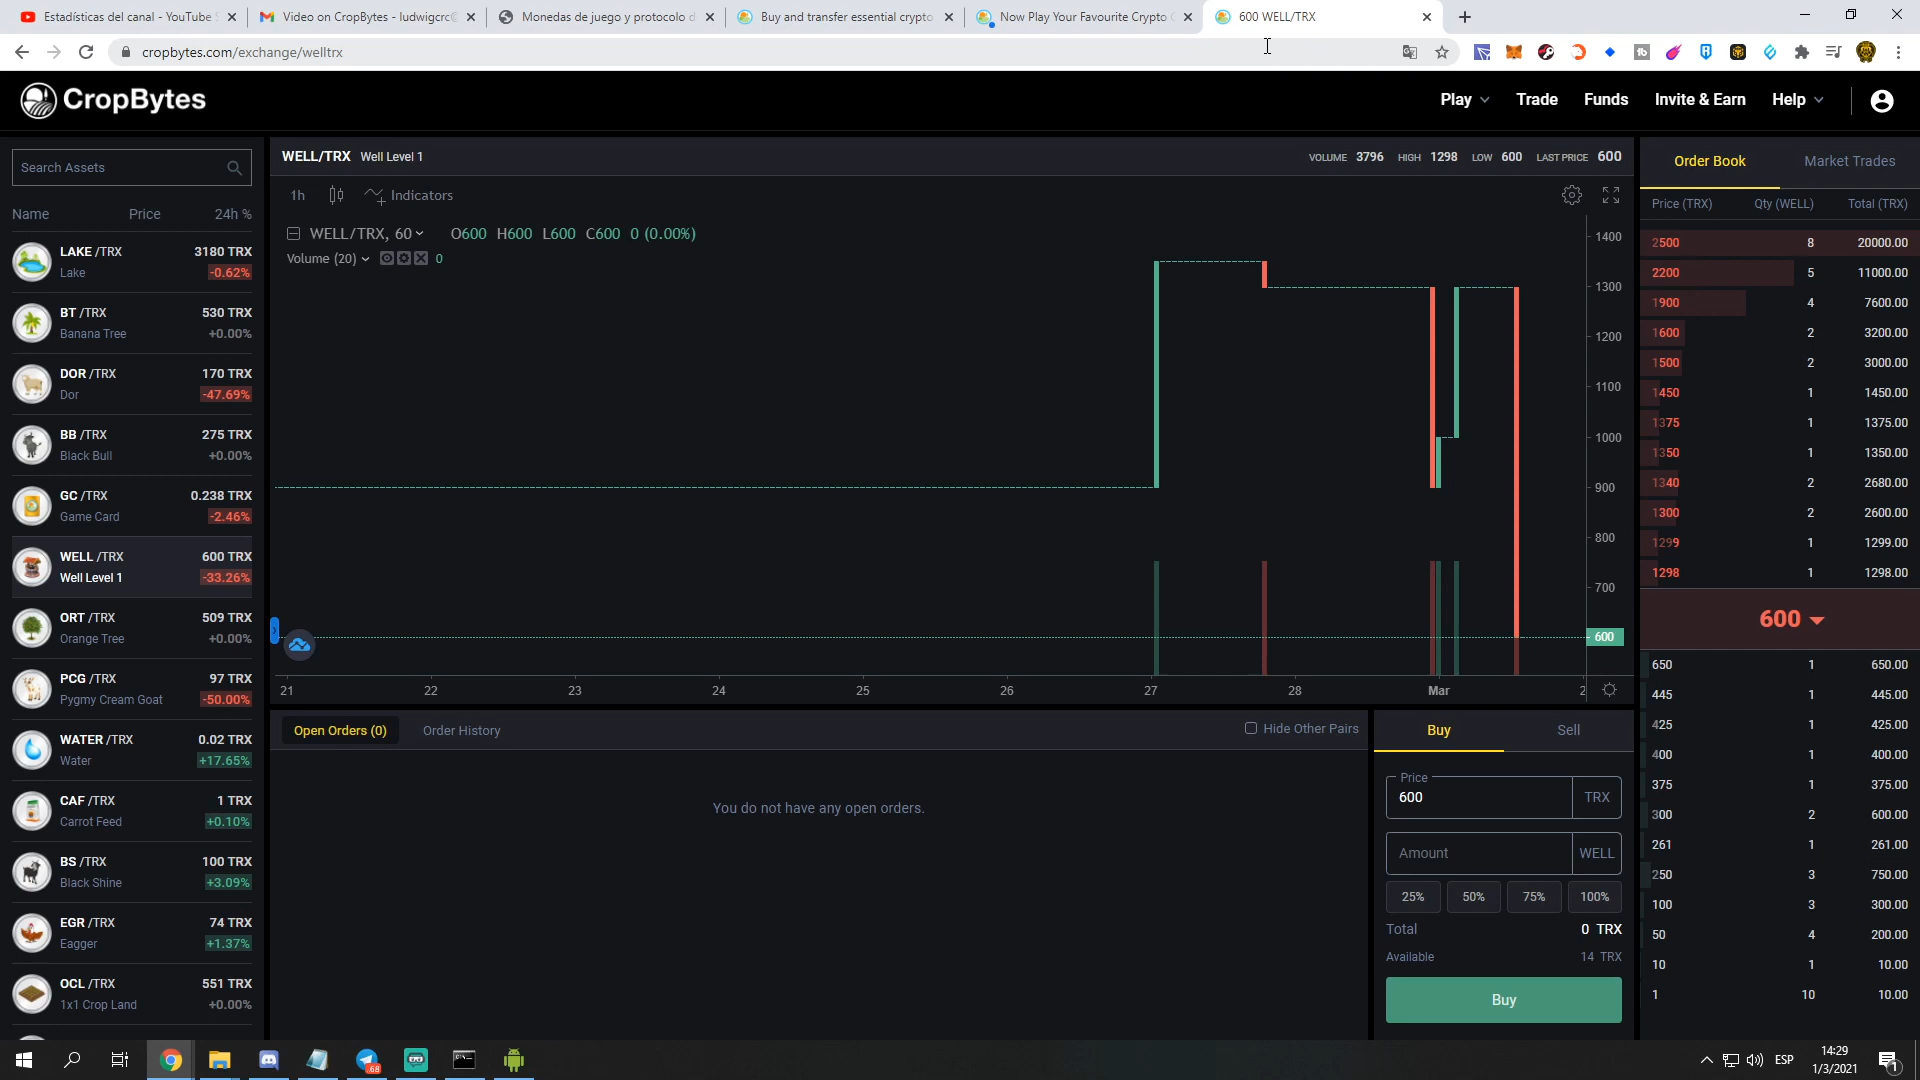 Estadísticas del canal - YouTube S
Video on CropBytes - ludwigcrc@
Monedas de juego y protocolo d
Buy and transfer essential crypto
Now Play Your Favourite Crypto G
600 WELL/TRX
cropbytes.com/exchange/welltrx
CropBytes
Play
Trade
Funds
Invite & Earn
Help
Search Assets
Name Price 24h %
LAKE /TRX 3180 TRX
Lake -0.62%
BT /TRX 530 TRX
Banana Tree +0.00%
DOR /TRX 170 TRX
Dor -47.69%
BB /TRX 275 TRX
Black Bull +0.00%
GC /TRX 0.238 TRX
Game Card -2.46%
WELL /TRX 600 TRX
Well Level 1 -33.26%
ORT /TRX 509 TRX
Orange Tree +0.00%
PCG /TRX 97 TRX
Pygmy Cream Goat -50.00%
WATER /TRX 0.02 TRX
Water +17.65%
CAF /TRX 1 TRX
Carrot Feed +0.10%
BS /TRX 100 TRX
Black Shine +3.09%
EGR /TRX 74 TRX
Eagger +1.37%
OCL /TRX 551 TRX
1x1 Crop Land +0.00%
WELL/TRX Well Level 1
VOLUME 3796 HIGH 1298 LOW 600 LAST PRICE 600
1h Indicators
WELL/TRX, 60 O600 H600 L600 C600 0 (0.00%)
Volume (20) 0
1400
1300
1200
1100
1000
900
800
700
600
21 22 23 24 25 26 27 28 Mar 2
Open Orders (0) Order History
Hide Other Pairs
You do not have any open orders.
Buy Sell
Price
600 TRX
Amount WELL
25% 50% 75% 100%
Total 0 TRX
Available 14 TRX
Buy
Order Book Market Trades
Price (TRX) Qty (WELL) Total (TRX)
2500 8 20000.00
2200 5 11000.00
1900 4 7600.00
1600 2 3200.00
1500 2 3000.00
1450 1 1450.00
1375 1 1375.00
1350 1 1350.00
1340 2 2680.00
1300 2 2600.00
1299 1 1299.00
1298 1 1298.00
600
650 1 650.00
445 1 445.00
425 1 425.00
400 1 400.00
375 1 375.00
300 2 600.00
261 1 261.00
250 3 750.00
100 3 300.00
50 4 200.00
10 1 10.00
1 10 10.00
68
ESP
14:29
1/3/2021
1